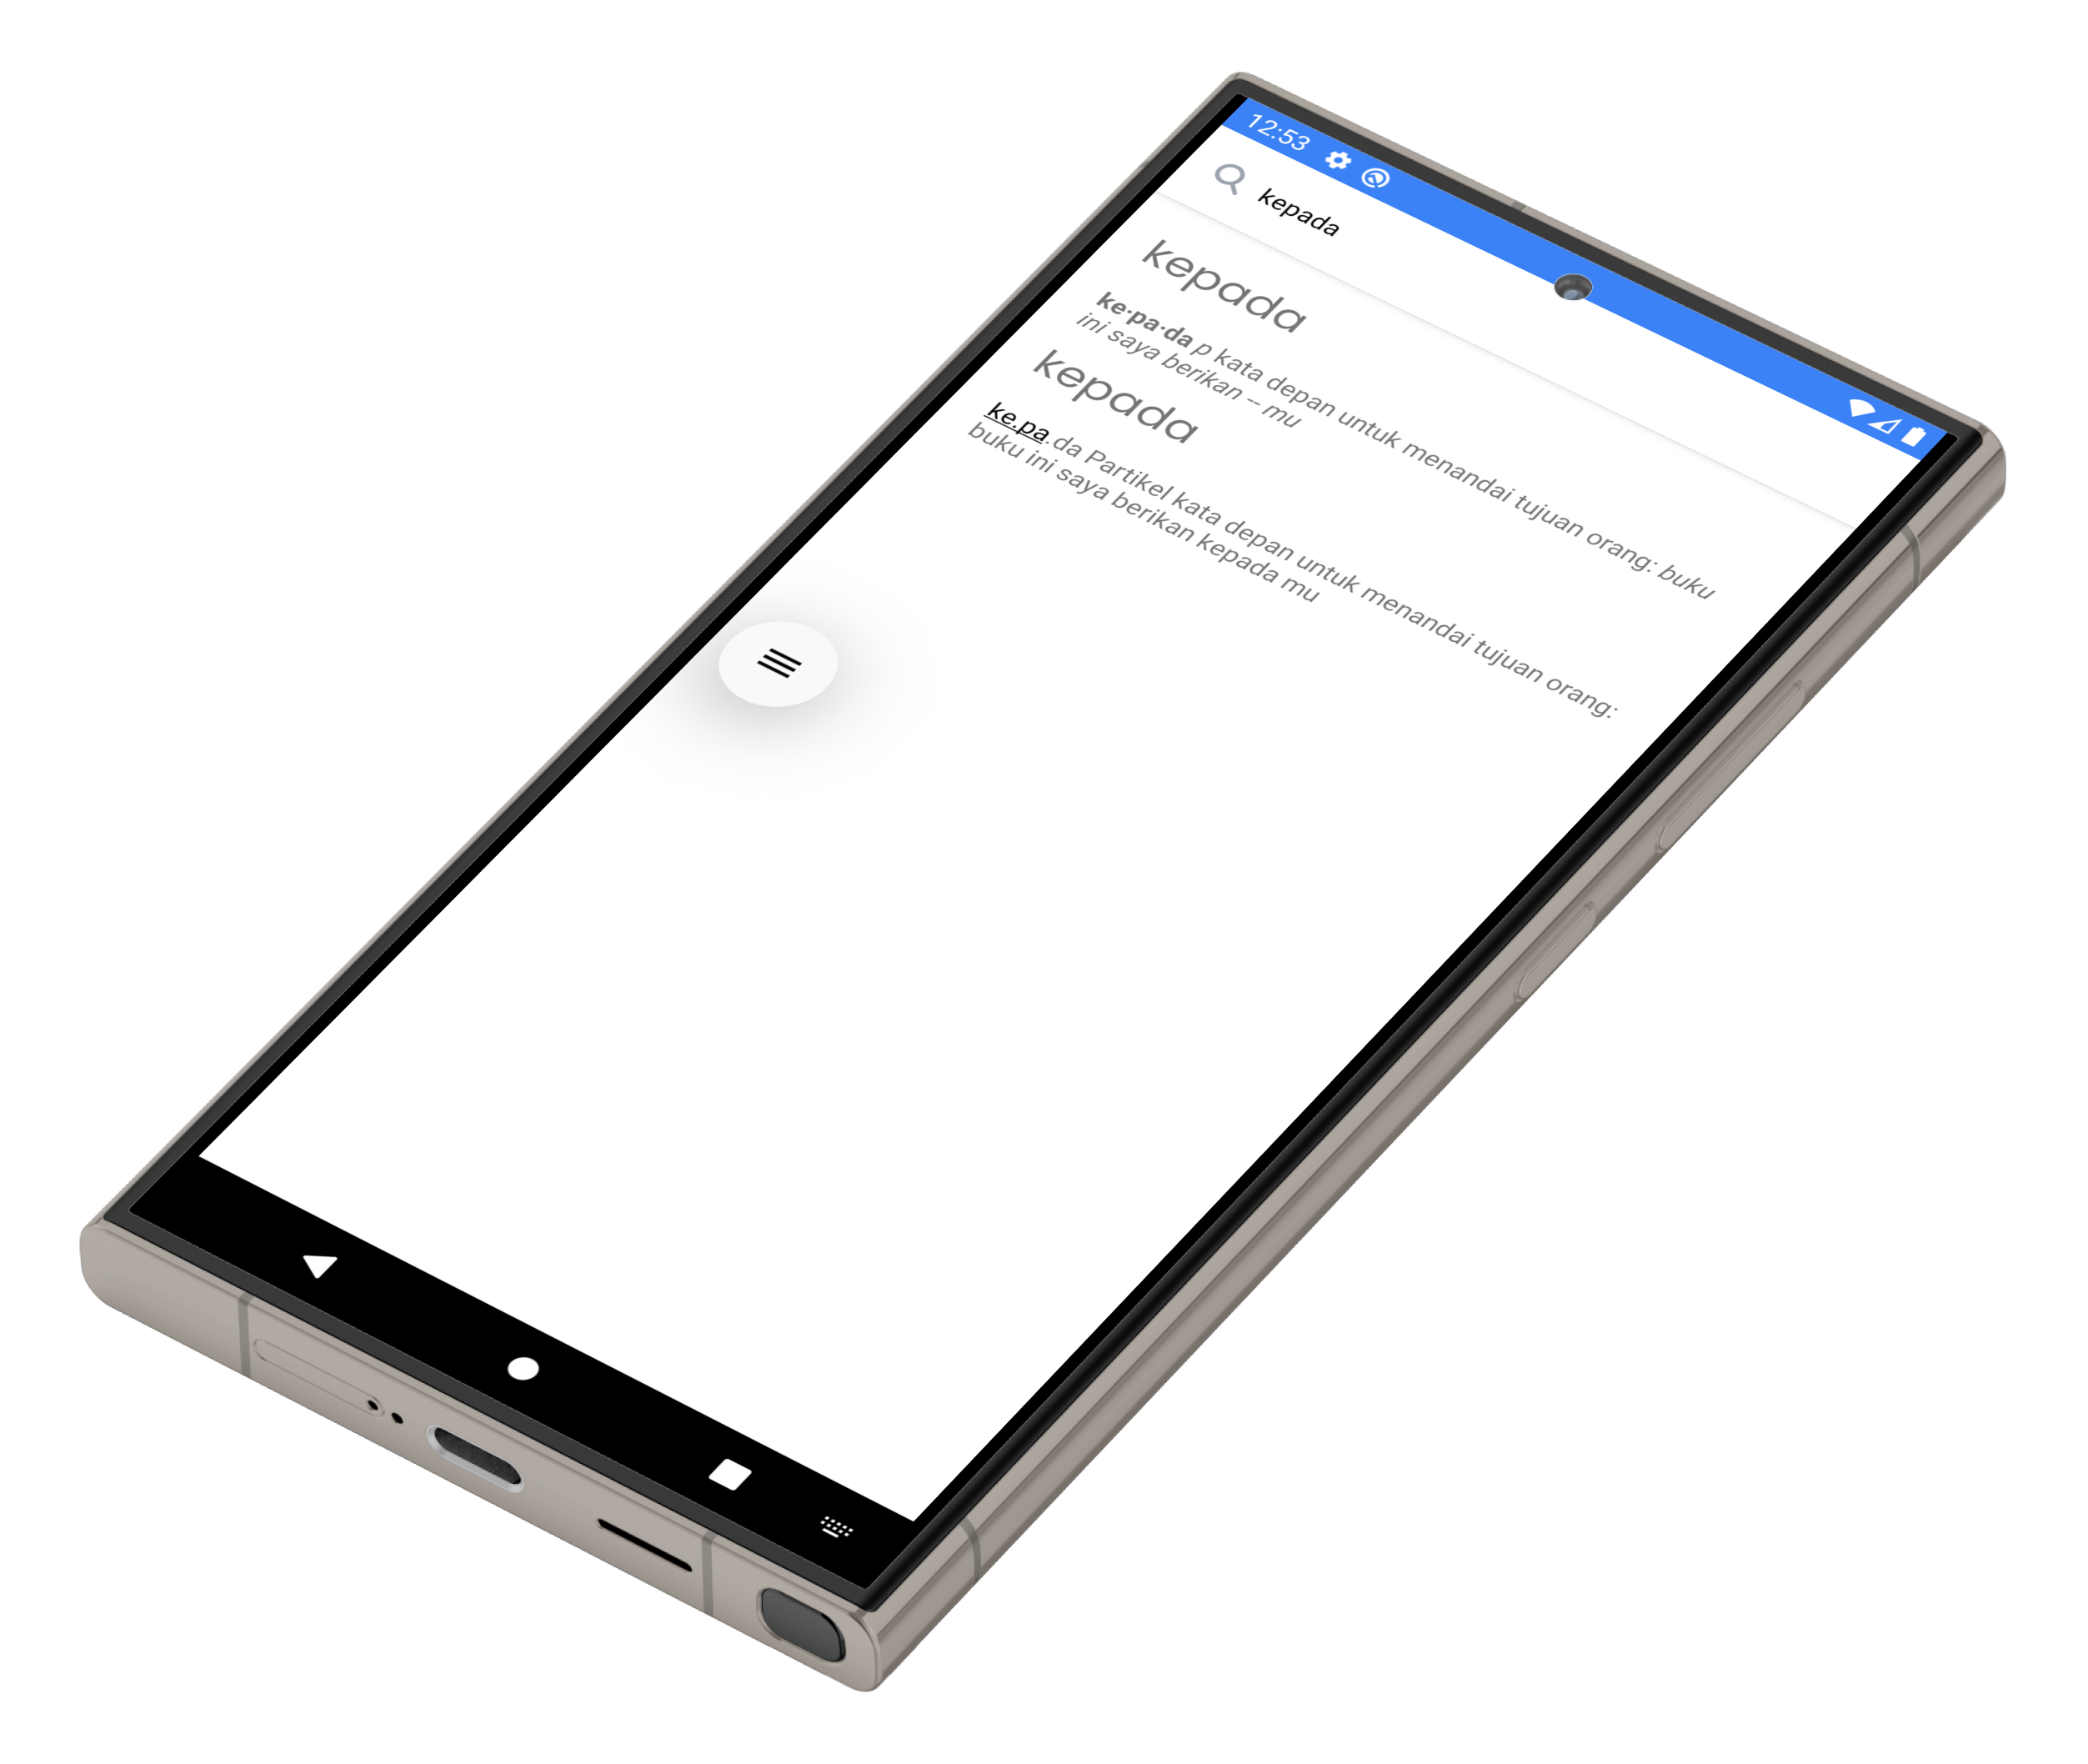 12:53
kepada
kepada
ke·pa·da p kata depan untuk menandai tujuan orang: buku
ini saya berikan -- mu
kepada
ke.pa.da Partikel kata depan untuk menandai tujuan orang:
buku ini saya berikan kepada mu